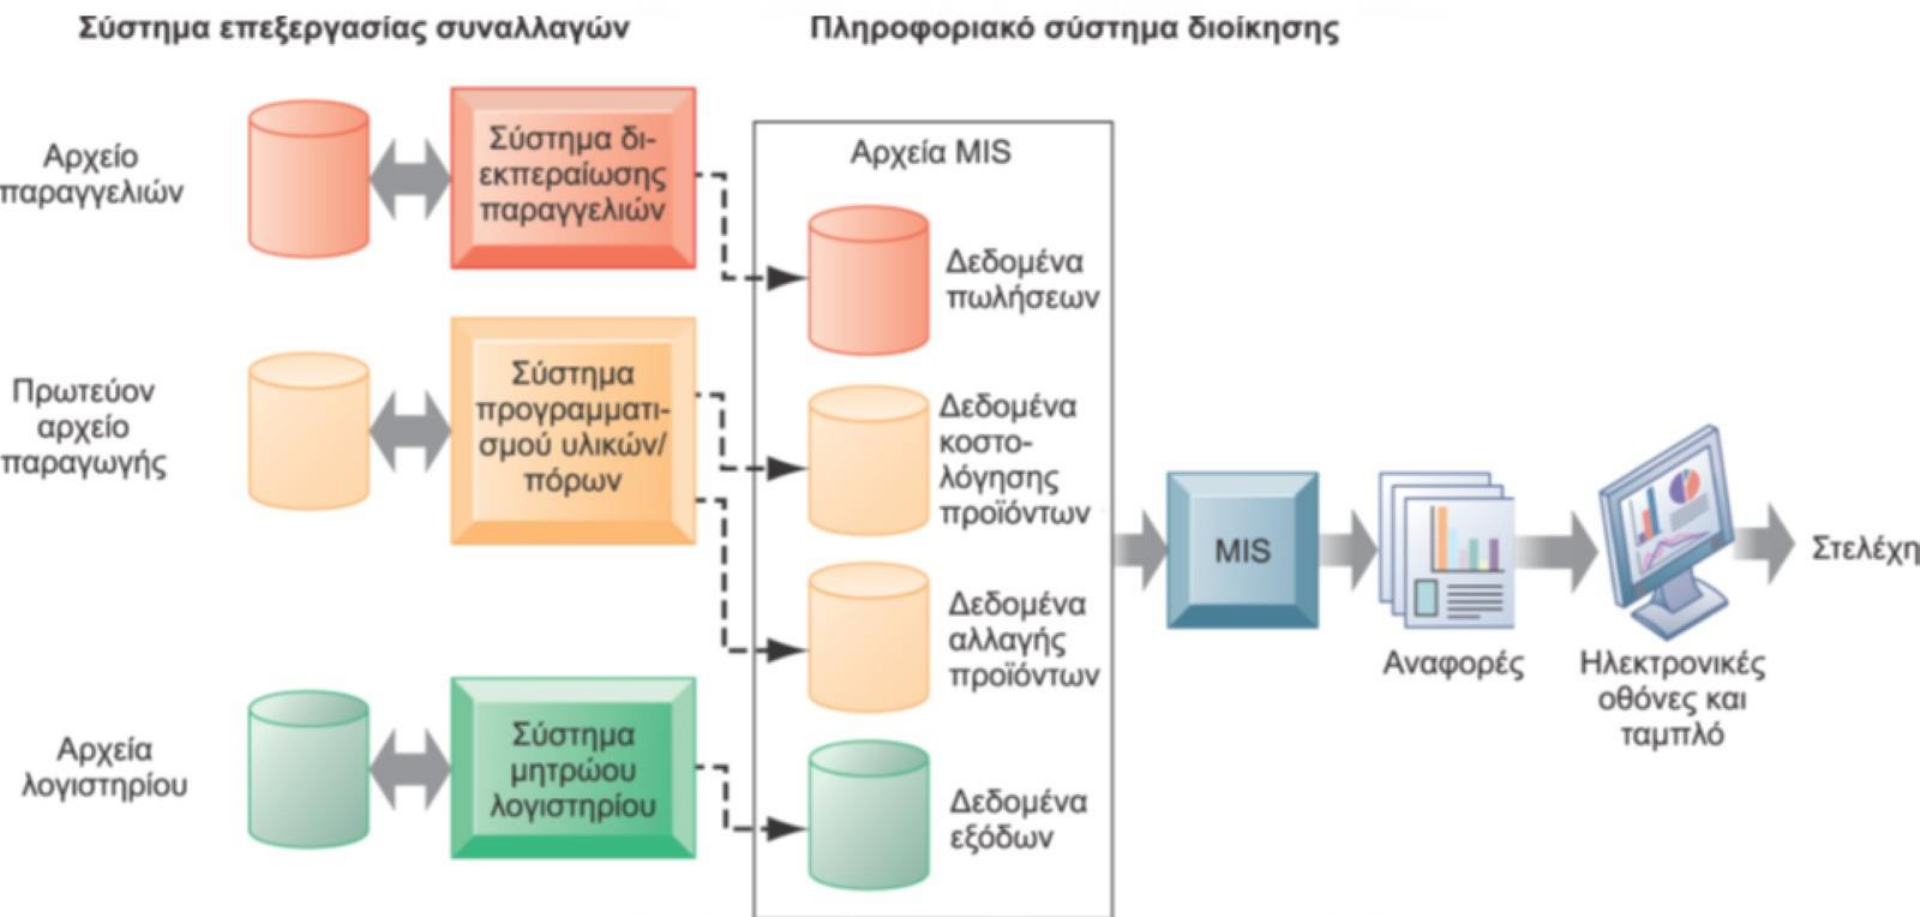 Σύστημα επεξεργασίας συναλλαγών
Πληροφοριακό σύστημα διοίκησης
Αρχείο
παραγγελιών
Σύστημα δι-
εκπεραίωσης
παραγγελιών
Αρχεία MIS
Δεδομένα
πωλήσεων
Πρωτεύον
αρχείο
παραγωγής
Σύστημα
προγραμματι-
σμού υλικών/
πόρων
Δεδομένα
κοστο-
λόγησης
προϊόντων
Δεδομένα
αλλαγής
προϊόντων
Αρχεία
λογιστηρίου
Σύστημα
μητρώου
λογιστηρίου
Δεδομένα
εξόδων
MIS
Αναφορές
Ηλεκτρονικές
οθόνες και
ταμπλό
Στελέχη